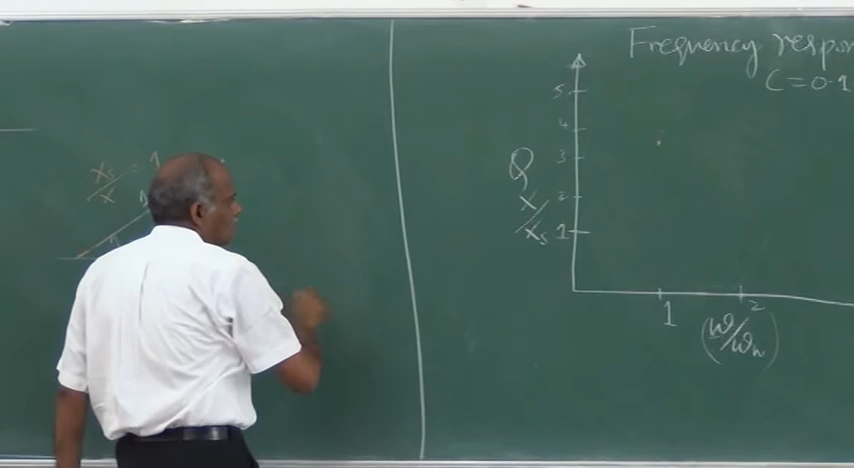 Xs/X = 1
Frequency respon
C = 0.1
5
4
3
Q
2
X/Xs
1
1
2
(ω/ωn)